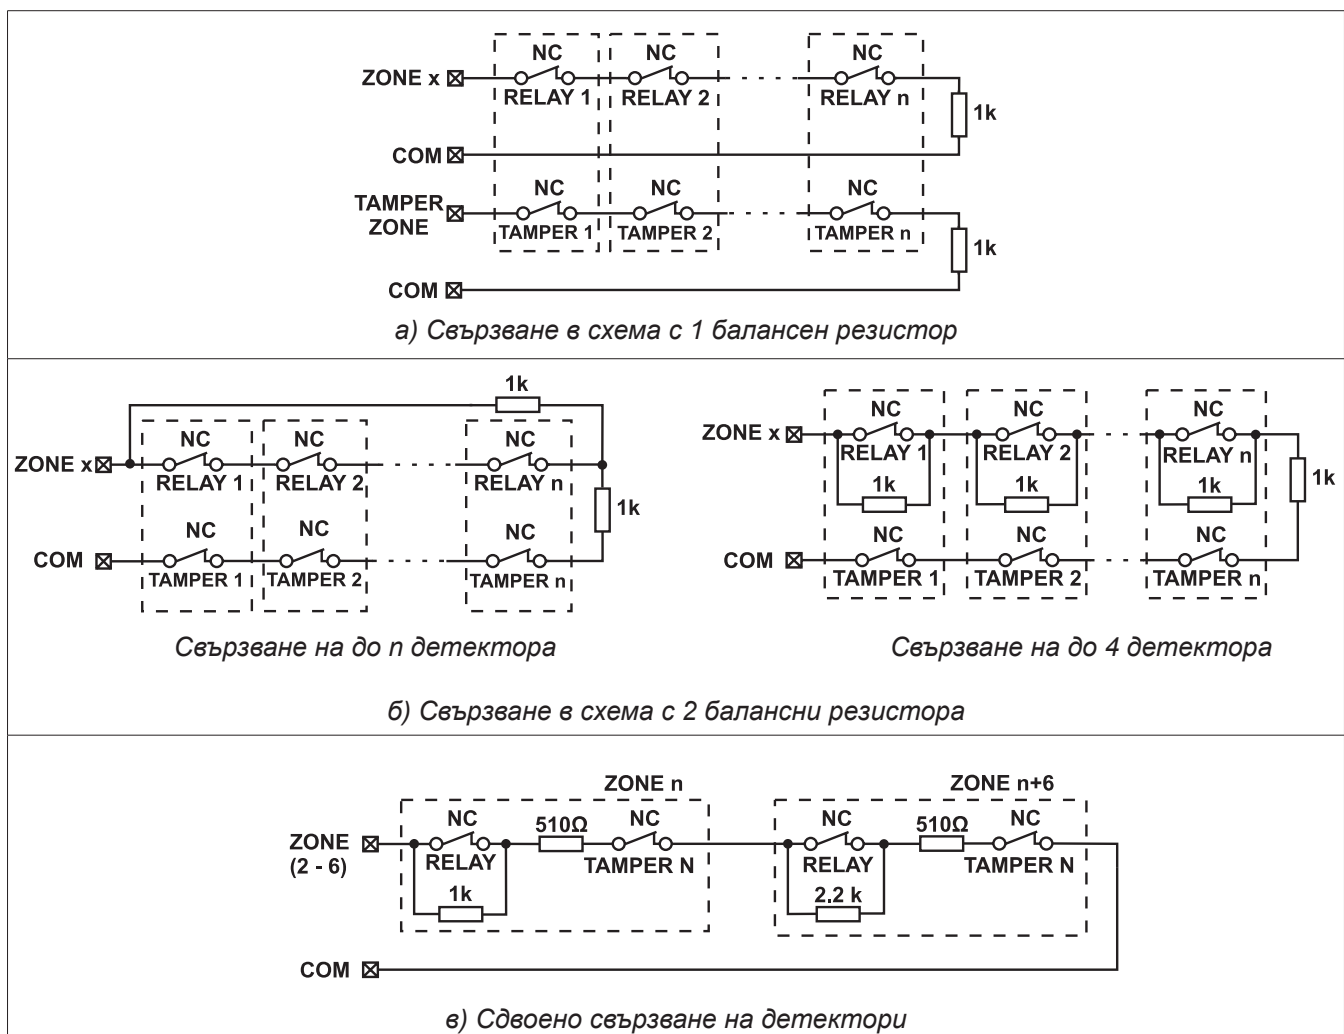 NC NC NC
ZONE x
RELAY 1 RELAY 2 RELAY n
1k
COM
NC NC NC
TAMPER
ZONE
TAMPER 1 TAMPER 2 TAMPER n
1k
COM
а) Свързване в схема с 1 балансен резистор
1k
NC NC NC
ZONE x
RELAY 1 RELAY 2 RELAY n
1k
NC NC NC
COM
TAMPER 1 TAMPER 2 TAMPER n
Свързване на до n детектора
NC NC NC
ZONE x
RELAY 1 RELAY 2 RELAY n
1k 1k 1k
1k
NC NC NC
COM
TAMPER 1 TAMPER 2 TAMPER n
Свързване на до 4 детектора
б) Свързване в схема с 2 балансни резистора
ZONE n ZONE n+6
NC 510Ω NC NC 510Ω NC
ZONE
(2 - 6)
RELAY TAMPER N RELAY TAMPER N
1k 2.2 k
COM
в) Сдвоено свързване на детектори